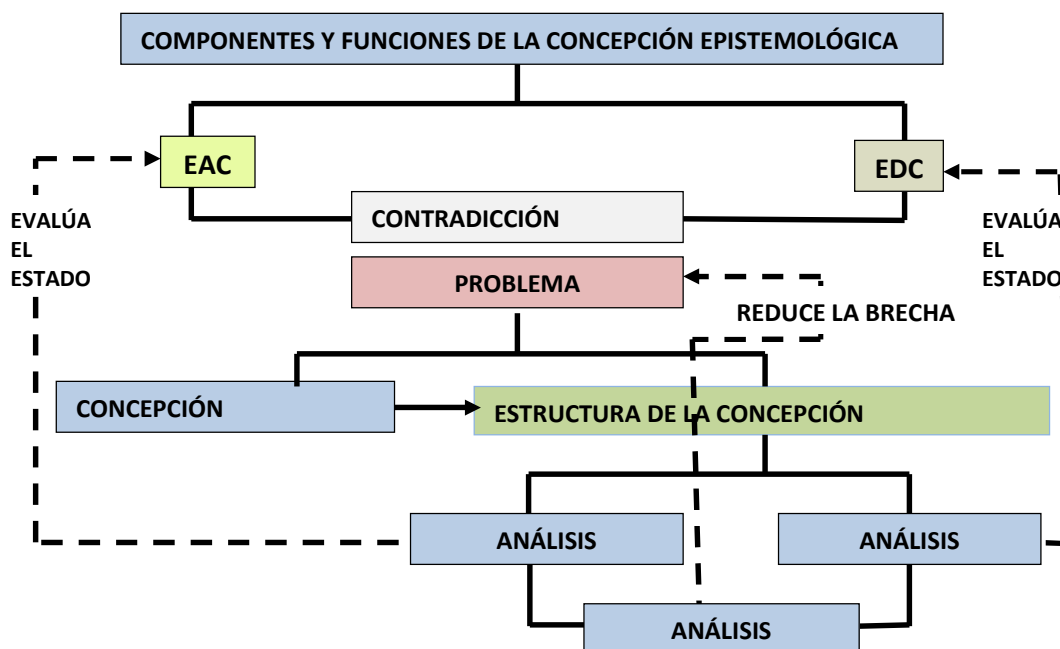 COMPONENTES Y FUNCIONES DE LA CONCEPCIÓN EPISTEMOLÓGICA
EAC
EDC
EVALÚA
EL
ESTADO
CONTRADICCIÓN
EVALÚA
EL
ESTADO
PROBLEMA
REDUCE LA BRECHA
CONCEPCIÓN
ESTRUCTURA DE LA CONCEPCIÓN
ANÁLISIS
ANÁLISIS
ANÁLISIS